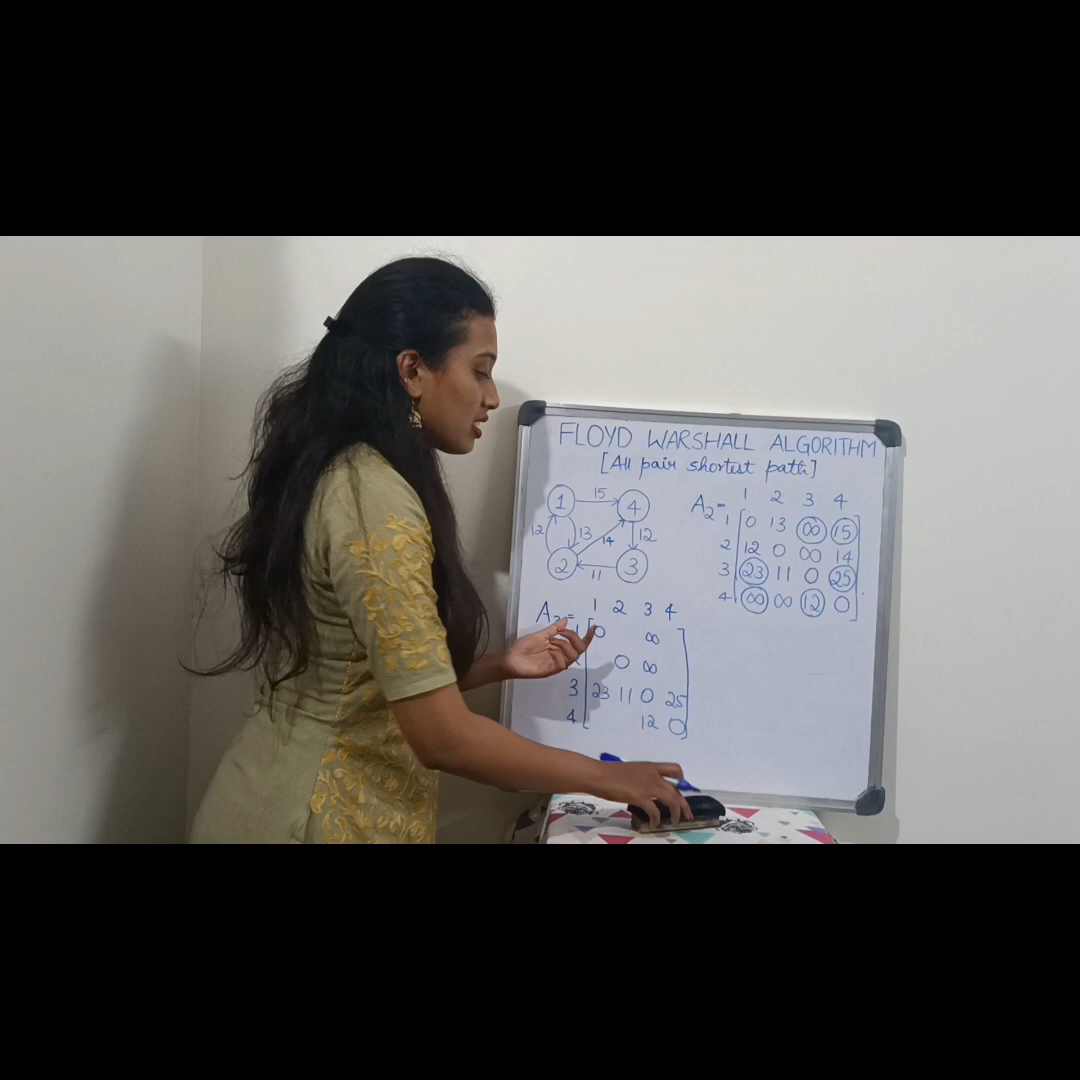 FLOYD WARSHALL ALGORITHM
[All pair shortest path]
1 15 4
12 13 14 12
2 11 3
A2=
1 2 3 4
1 0 13 ∞ 15
2 12 0 ∞ 14
3 23 11 0 25
4 ∞ ∞ 12 0
A3=
1 2 3 4
1 0 ∞
0 ∞
3 23 11 0 25
4 12 0